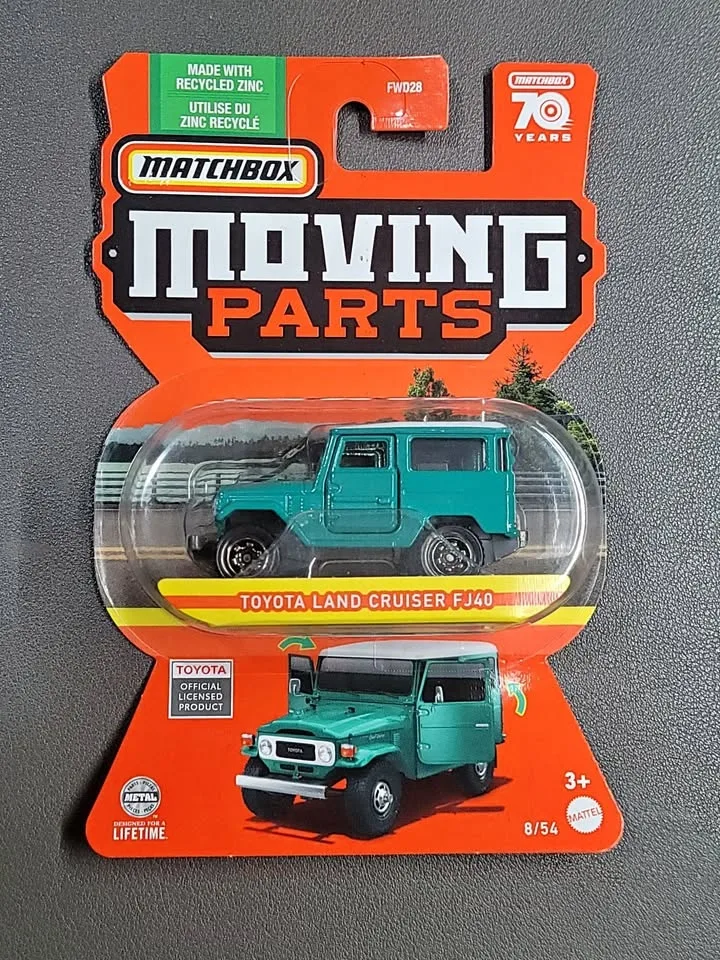 MADE WITH
RECYCLED ZINC
UTILISE DU
ZINC RECYCLÉ
FWD28
MATCHBOX
70
YEARS
MATCHBOX
MOVING
PARTS
TOYOTA LAND CRUISER FJ40
TOYOTA
OFFICIAL
LICENSED
PRODUCT
TOYOTA
METAL
DESIGNED FOR A
LIFETIME.
3+
MATTEL
8/54